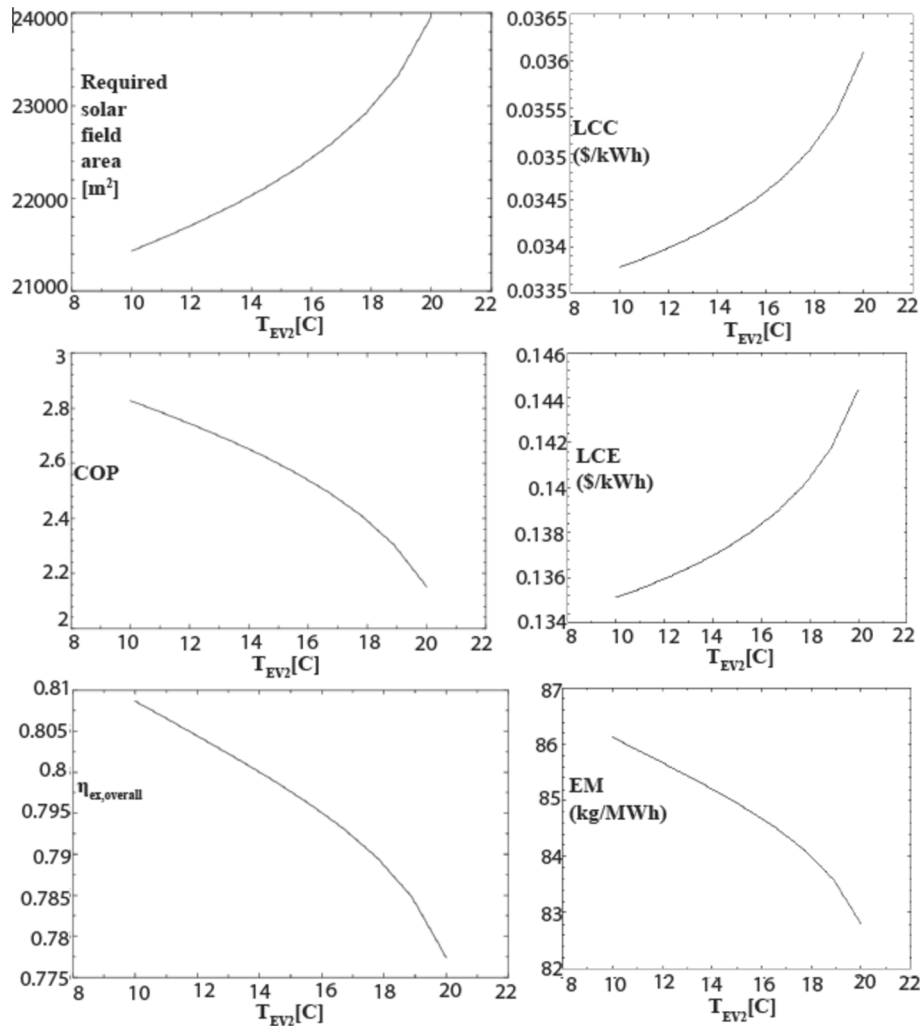 24000
Required
solar
field
area
[m²]
23000
22000
21000
8 10 12 14 16 18 20 22
T_EV2[C]
0.0365
0.036
LCC
($/kWh)
0.0355
0.035
0.0345
0.034
0.0335
8 10 12 14 16 18 20 22
T_EV2[C]
3
2.8
2.6
COP
2.4
2.2
2
8 10 12 14 16 18 20 22
T_EV2[C]
0.146
0.144
0.142
LCE
($/kWh)
0.14
0.138
0.136
0.134
8 10 12 14 16 18 20 22
T_EV2[C]
0.81
0.805
0.8
η_ex,overall
0.795
0.79
0.785
0.78
0.775
8 10 12 14 16 18 20 22
T_EV2[C]
87
86
EM
(kg/MWh)
85
84
83
82
8 10 12 14 16 18 20 22
T_EV2[C]